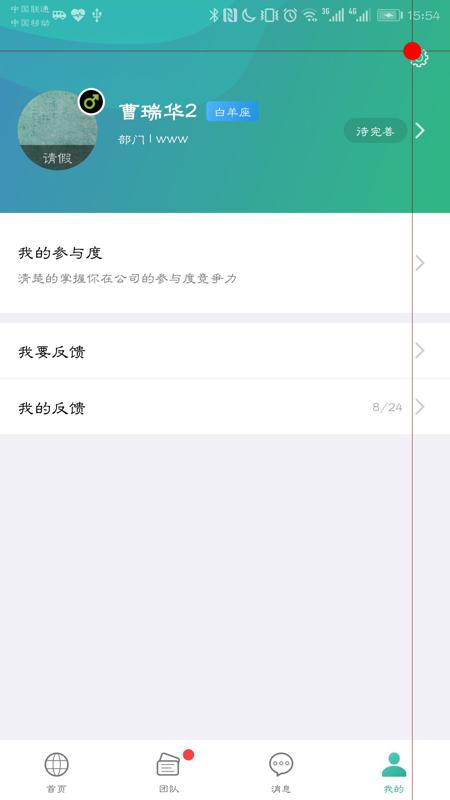 中国联通
中国移动
3G
4G
15:54
曹瑞华2
白羊座
部门 | www
待完善
请假
我的参与度
清楚的掌握你在公司的参与度竞争力
我要反馈
我的反馈
8/24
首页
团队
消息
我的